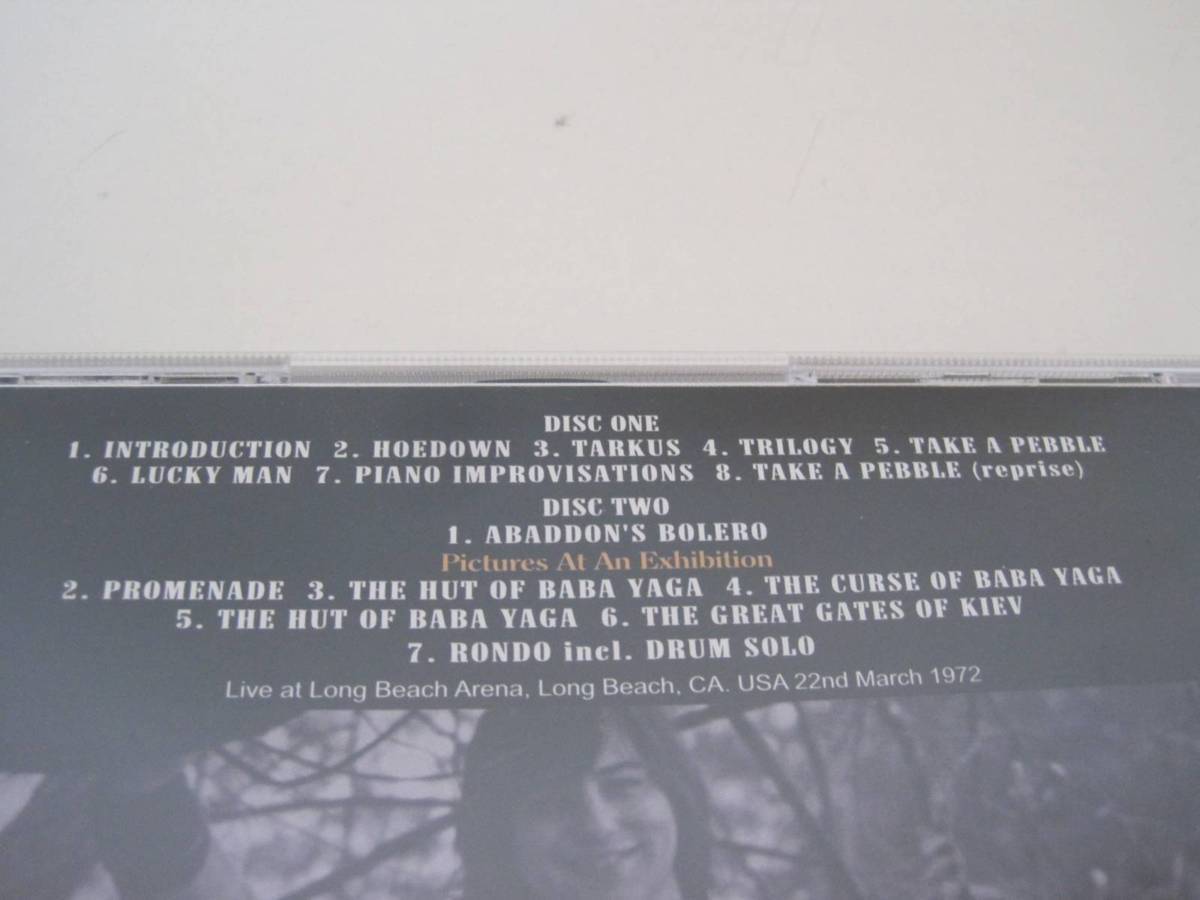 DISC ONE
1. INTRODUCTION 2. HOEDOWN 3. TARKUS 4. TRILOGY 5. TAKE A PEBBLE
6. LUCKY MAN 7. PIANO IMPROVISATIONS 8. TAKE A PEBBLE (reprise)
DISC TWO
1. ABADDON'S BOLERO
Pictures At An Exhibition
2. PROMENADE 3. THE HUT OF BABA YAGA 4. THE CURSE OF BABA YAGA
5. THE HUT OF BABA YAGA 6. THE GREAT GATES OF KIEV
7. RONDO incl. DRUM SOLO
Live at Long Beach Arena, Long Beach, CA. USA 22nd March 1972